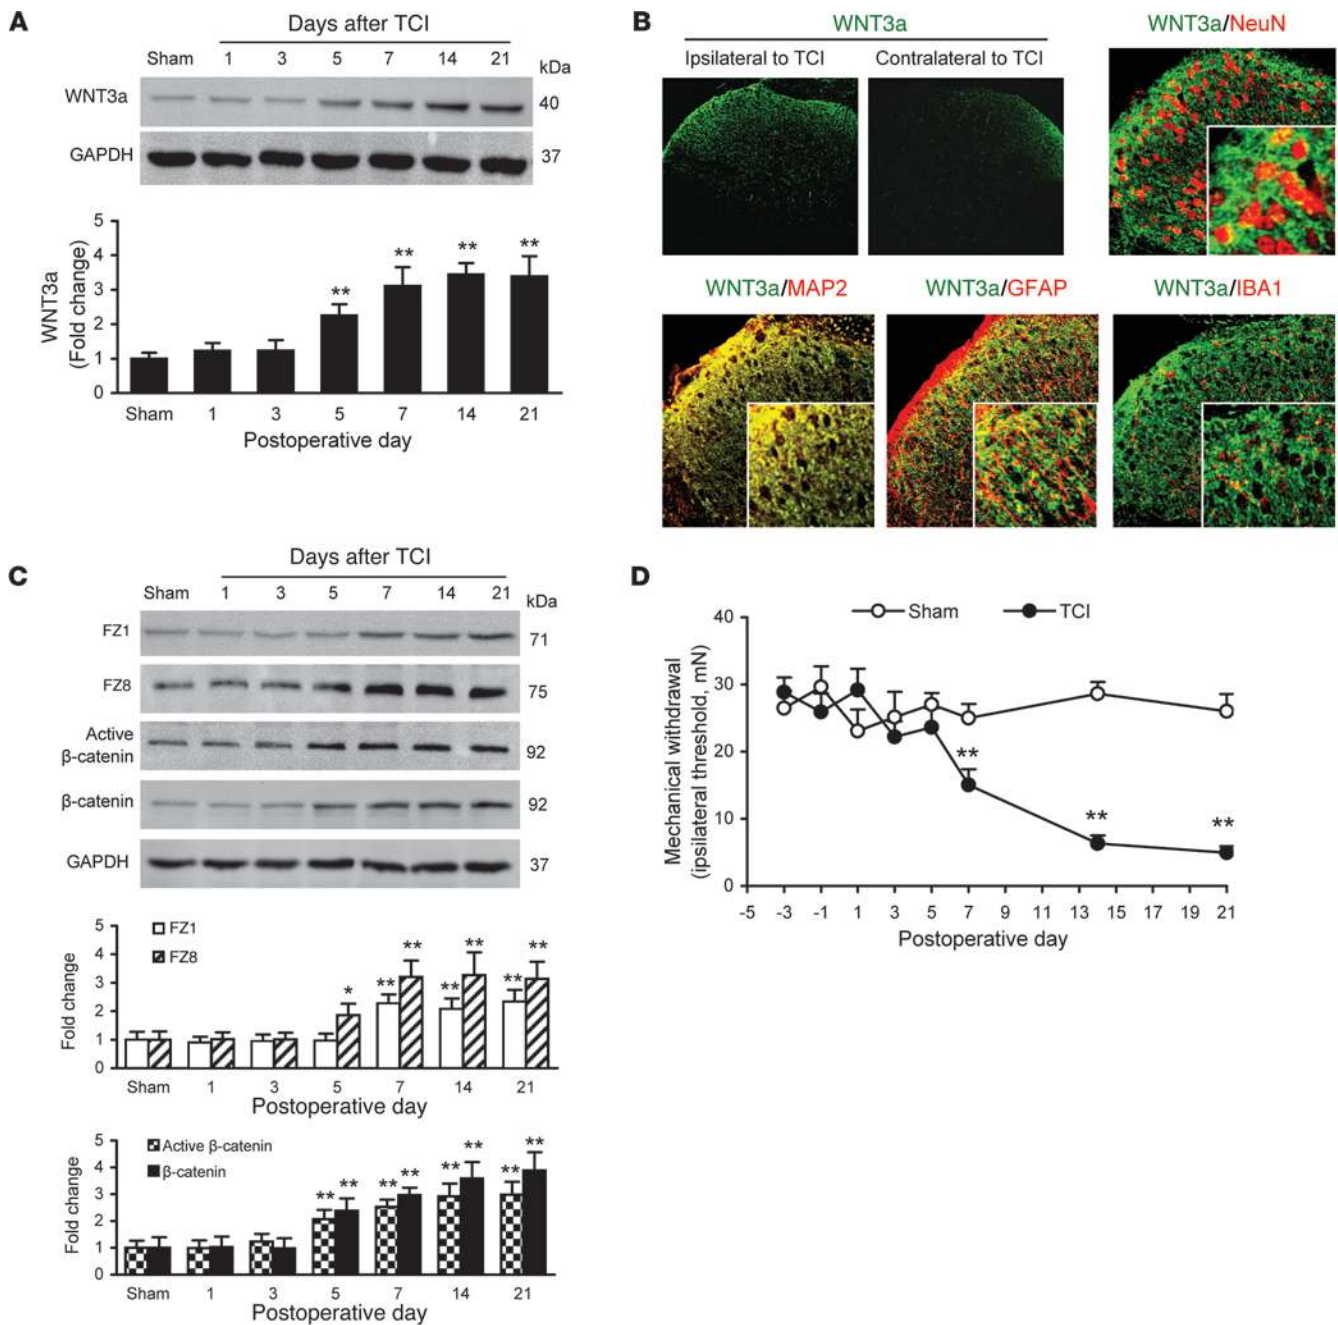 A
Days after TCI
Sham 1 3 5 7 14 21
kDa
WNT3a 40
GAPDH 37
WNT3a
(Fold change)
5
4
3
2
1
0
** ** ** **
Sham 1 3 5 7 14 21
Postoperative day
B
WNT3a
Ipsilateral to TCI Contralateral to TCI
WNT3a/NeuN
WNT3a/MAP2 WNT3a/GFAP WNT3a/IBA1
C
Days after TCI
Sham 1 3 5 7 14 21
kDa
FZ1 71
FZ8 75
Active
β-catenin 92
β-catenin 92
GAPDH 37
Fold change
5
4
3
2
1
0
FZ1
FZ8
* ** ** ** ** ** **
Sham 1 3 5 7 14 21
Postoperative day
Fold change
5
4
3
2
1
0
Active β-catenin
β-catenin
** ** ** ** ** ** ** **
Sham 1 3 5 7 14 21
Postoperative day
D
Sham TCI
Mechanical withdrawal
(ipsilateral threshold, mN)
40
30
20
10
0
** ** **
-5 -3 -1 1 3 5 7 9 11 13 15 17 19 21
Postoperative day